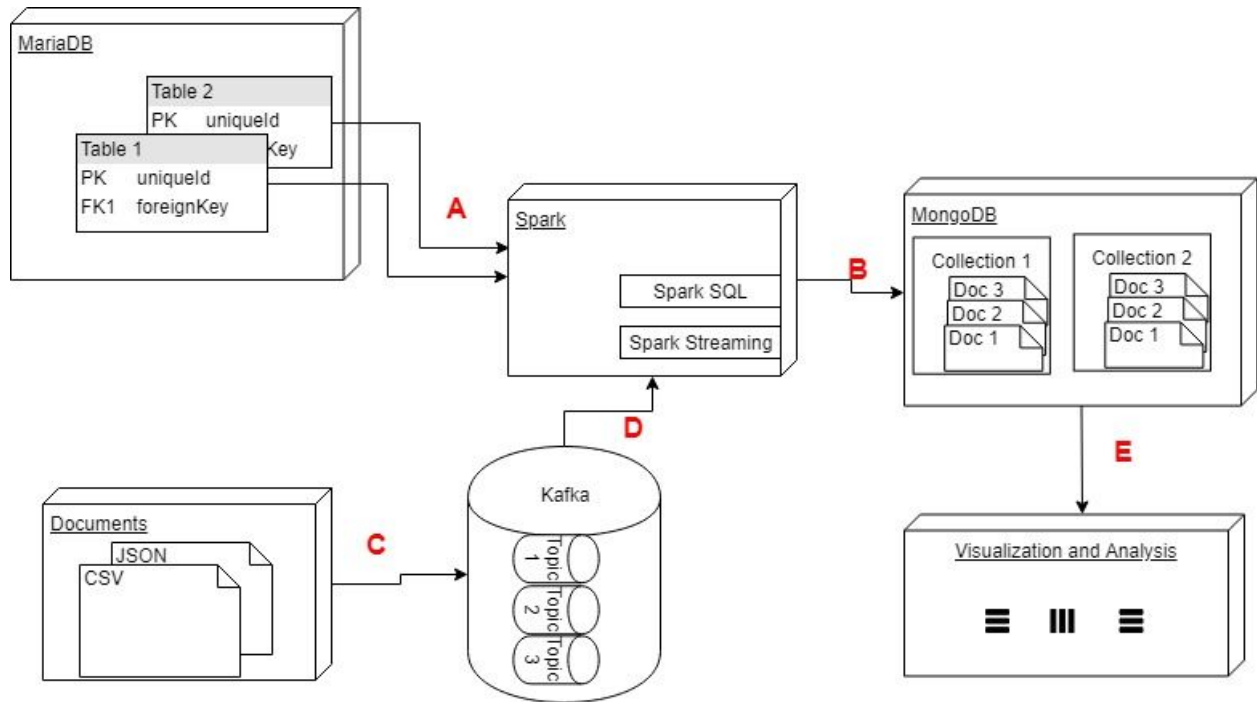 MariaDB
Table 2
PK uniqueId
Key
Table 1
PK uniqueId
FK1 foreignKey
A
Spark
Spark SQL
Spark Streaming
B
MongoDB
Collection 1
Doc 3
Doc 2
Doc 1
Collection 2
Doc 3
Doc 2
Doc 1
D
E
Documents
JSON
CSV
C
Kafka
Topic
1
Topic
2
Topic
3
Visualization and Analysis